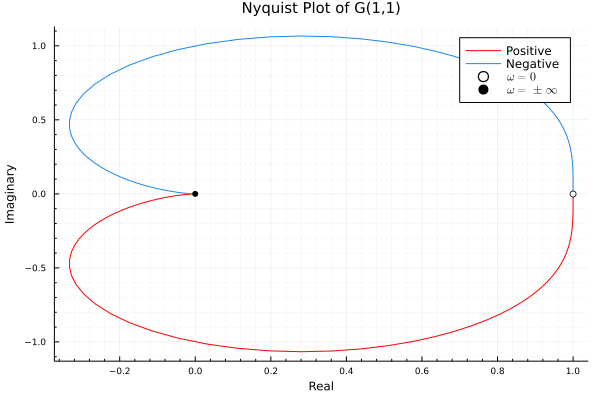 Nyquist Plot of G(1,1)
Positive
Negative
ω = 0
ω = ± ∞
1.0
0.5
0.0
−0.5
−1.0
Imaginary
−0.2
0.0
0.2
0.4
0.6
0.8
1.0
Real